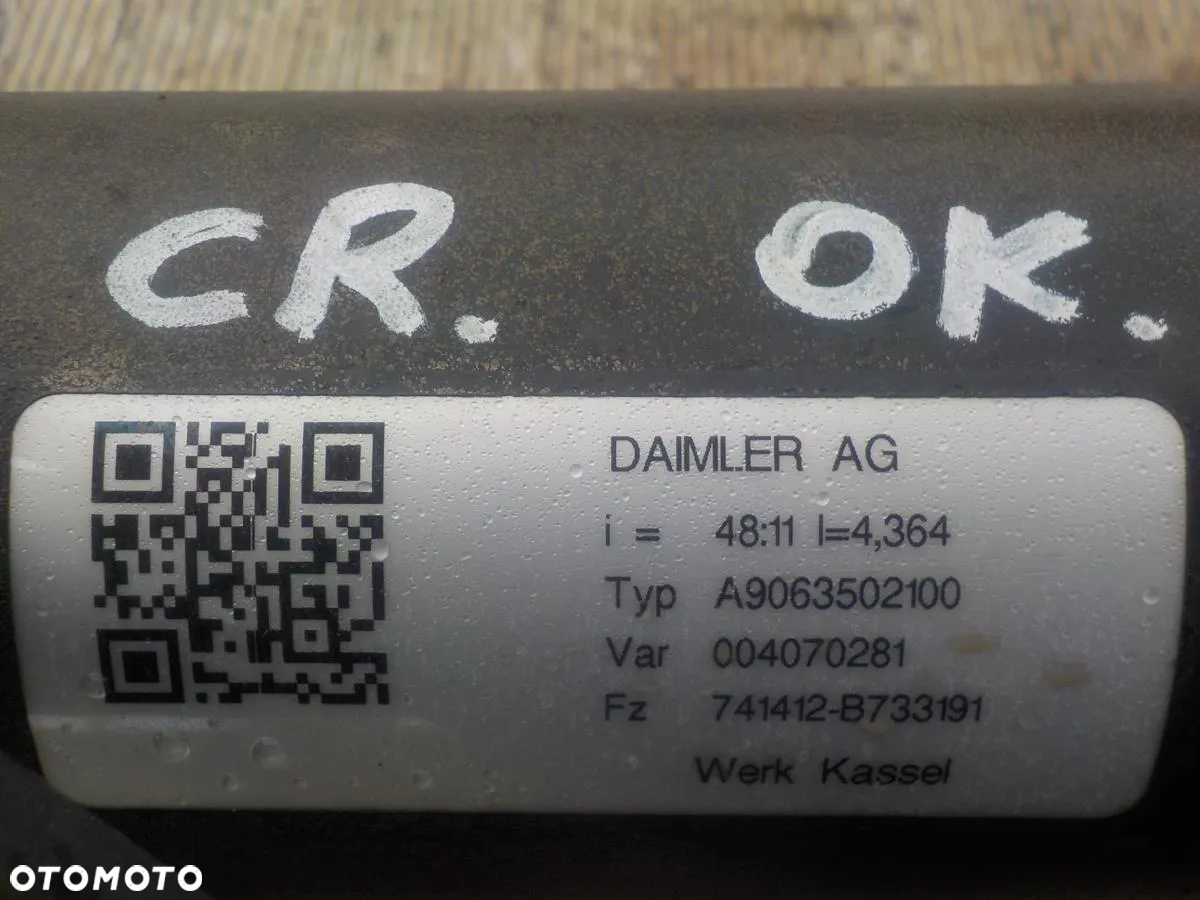 CR. OK.
DAIMLER AG
i = 48:11 I=4,364
Typ A9063502100
Var 004070281
Fz 741412-B733191
Werk Kassel
OTOMOTO